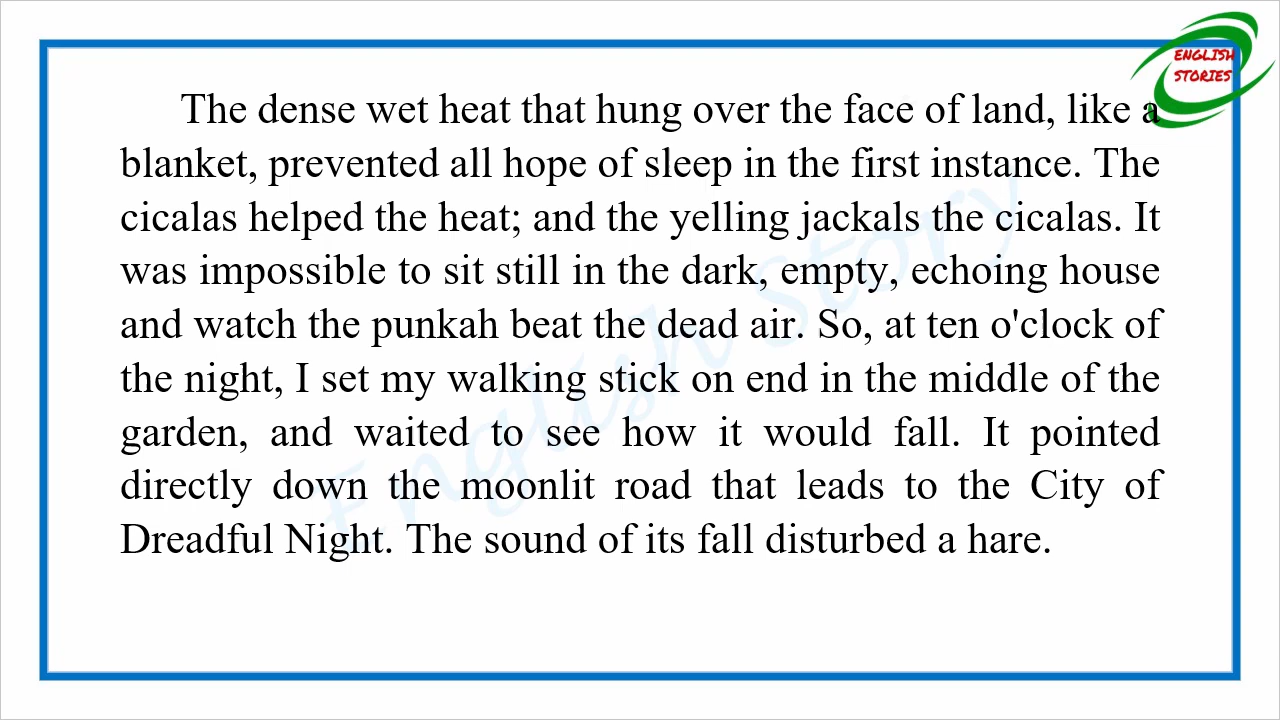 ENGLISH
STORIES
The dense wet heat that hung over the face of land, like a
blanket, prevented all hope of sleep in the first instance. The
cicalas helped the heat; and the yelling jackals the cicalas. It
was impossible to sit still in the dark, empty, echoing house
and watch the punkah beat the dead air. So, at ten o'clock of
the night, I set my walking stick on end in the middle of the
garden, and waited to see how it would fall. It pointed
directly down the moonlit road that leads to the City of
Dreadful Night. The sound of its fall disturbed a hare.
English Story